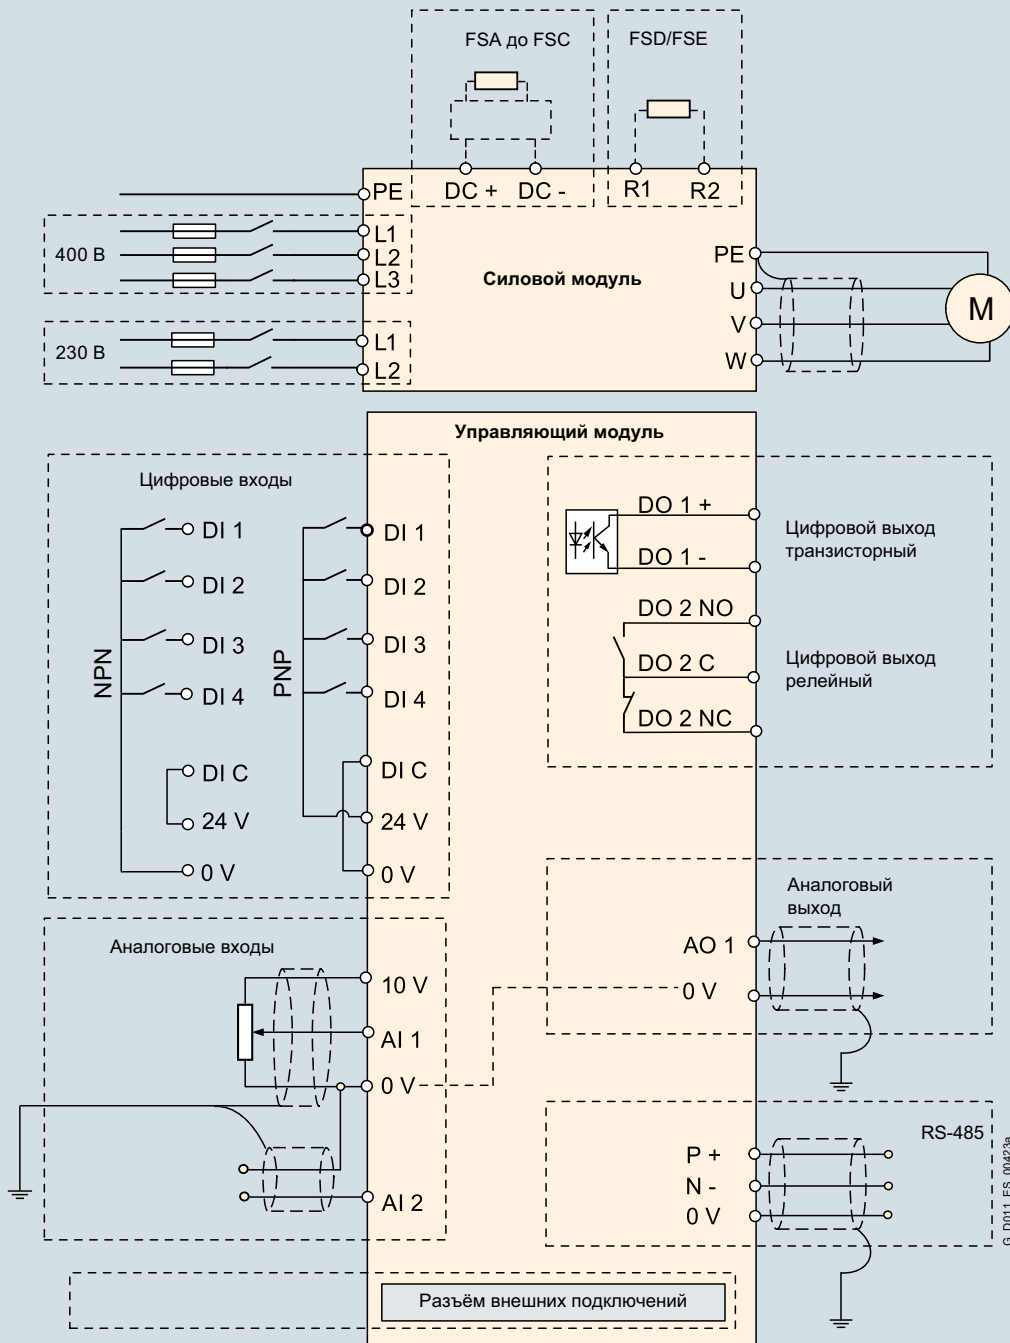 FSA до FSC
FSD/FSE
PE
DC +
DC -
R1
R2
400 В
L1
L2
L3
230 В
L1
L2
Силовой модуль
PE
U
V
W
M
Управляющий модуль
Цифровые входы
NPN
DI 1
DI 2
DI 3
DI 4
DI C
24 V
0 V
PNP
DI 1
DI 2
DI 3
DI 4
DI C
24 V
0 V
DO 1 +
DO 1 -
Цифровой выход
транзисторный
DO 2 NO
DO 2 C
DO 2 NC
Цифровой выход
релейный
Аналоговые входы
10 V
AI 1
0 V
AI 2
Аналоговый
выход
AO 1
0 V
RS-485
P +
N -
0 V
Разъём внешних подключений
G_D011_ES_00423a